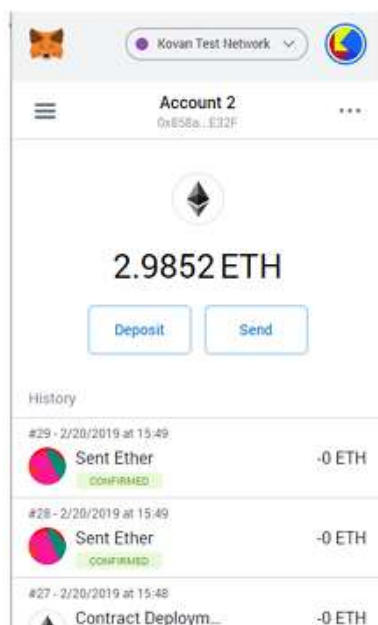 Kovan Test Network
Account 2
0x858a...E32F
2.9852 ETH
Deposit Send
History
#29 - 2/20/2019 at 15:49
Sent Ether -0 ETH
CONFIRMED
#28 - 2/20/2019 at 15:49
Sent Ether -0 ETH
CONFIRMED
#27 - 2/20/2019 at 15:48
Contract Deploym... -0 ETH